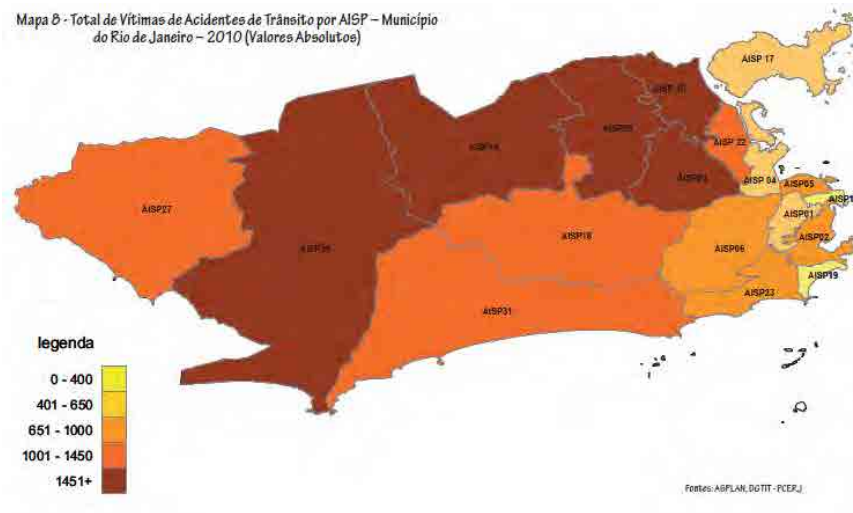 Mapa 8 - Total de Vítimas de Acidentes de Trânsito por AISP – Município
do Rio de Janeiro – 2010 (Valores Absolutos)
AISP 17
AISP 22
AISP 04
AISP05
AISP1
AISP01
AISP02
AISP27
AISP18
AISP06
AISP19
AISP23
AISP31
legenda
0 - 400
401 - 650
651 - 1000
1001 - 1450
1451+
Fontes: ASPLAN, DGTIT - PCERJ